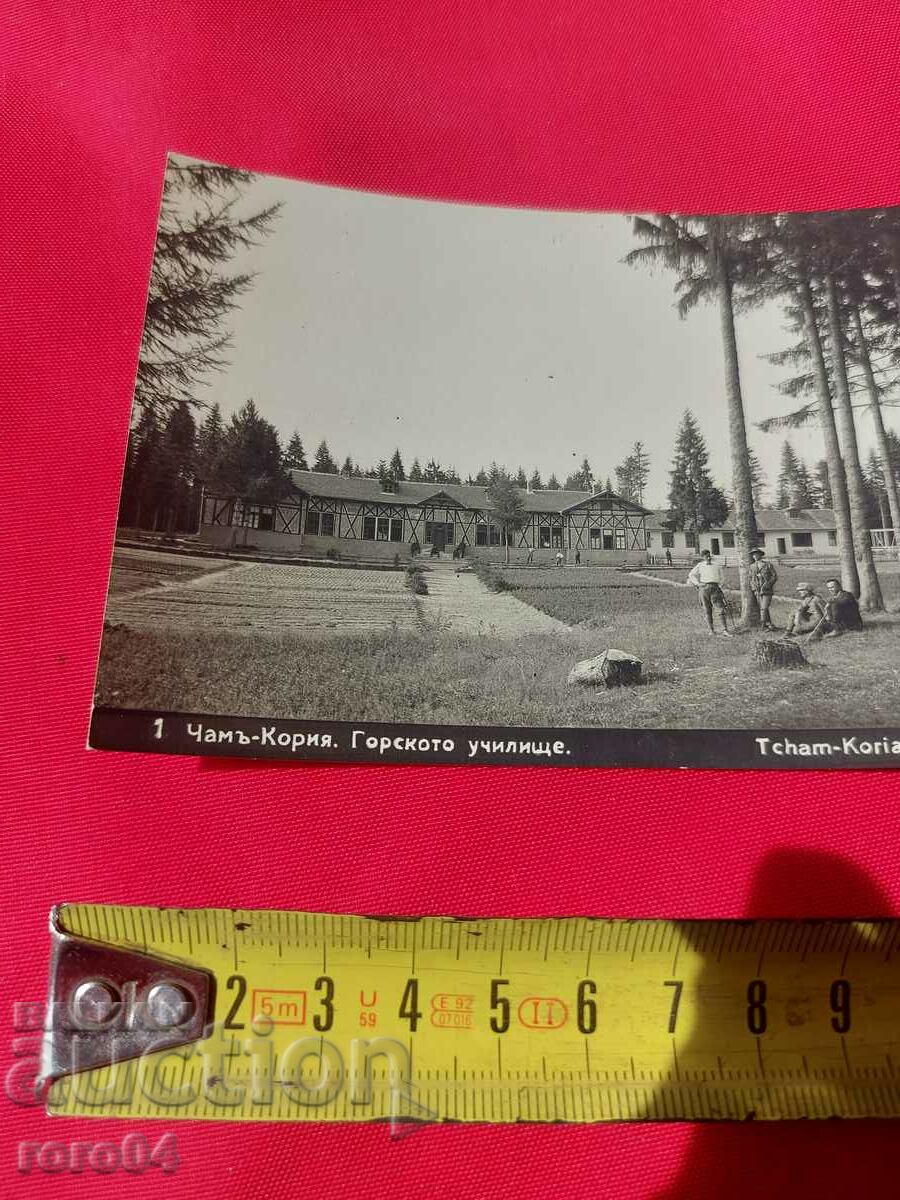 1 Чамъ-Кория. Горското училище. Tcham-Koria
2 5m 3 U 59 4 E 92 07016 5 II 6 7 8 9
auction
roro04